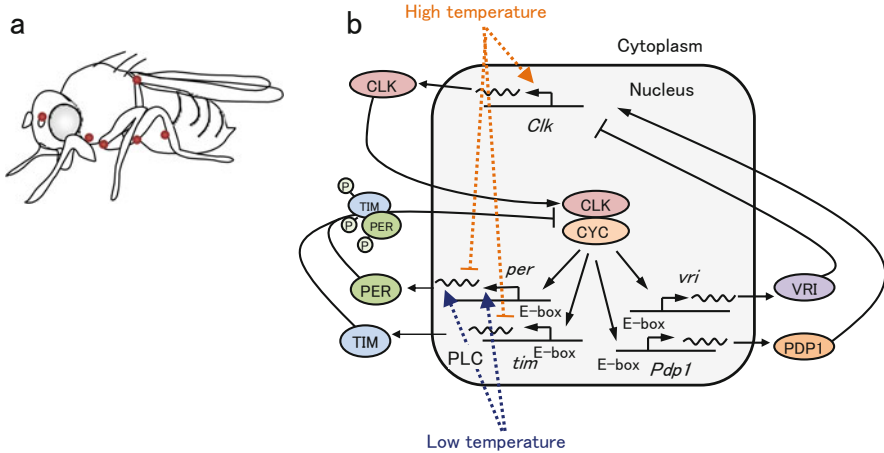 a
b
High temperature
Cytoplasm
Nucleus
CLK
Clk
P
TIM
P
PER
P
CLK
CYC
per
E-box
PER
vri
E-box
VRI
TIM
PLC
tim
E-box
E-box
Pdp1
PDP1
Low temperature